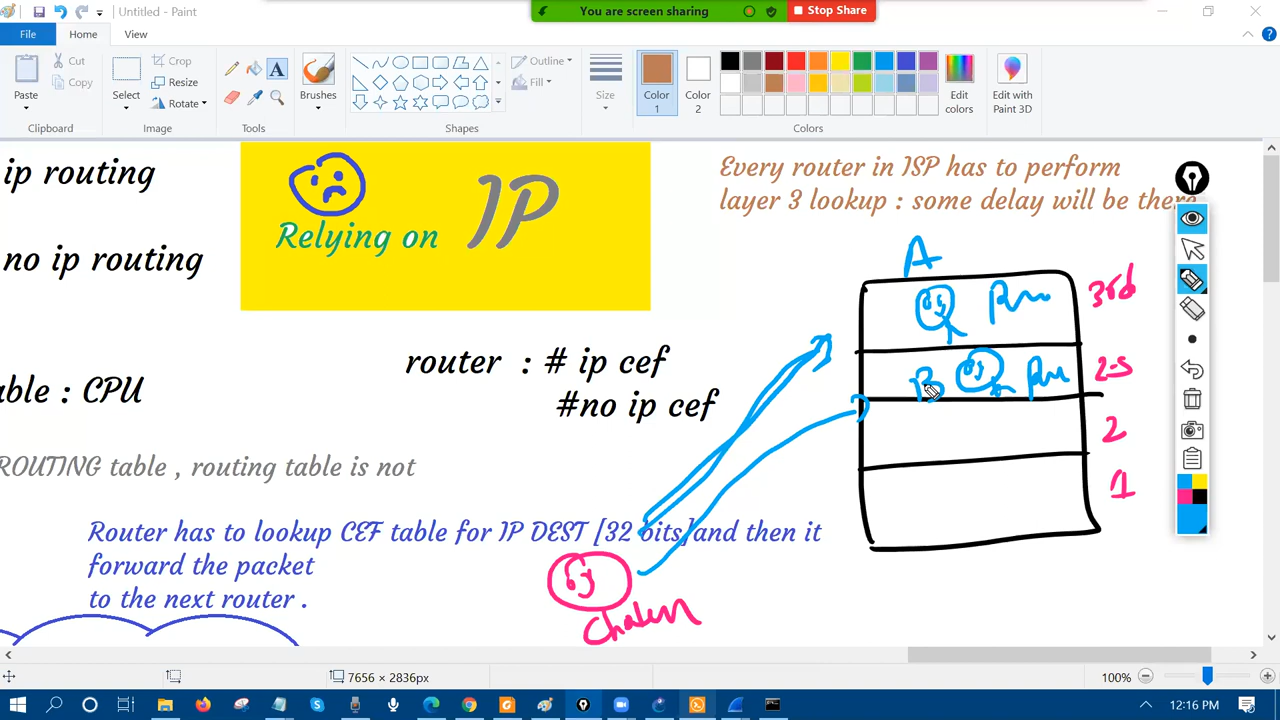 Untitled - Paint
You are screen sharing
Stop Share
File
Home
View
Paste
Cut
Copy
Clipboard
Select
Crop
Resize
Rotate
Image
Tools
Brushes
Shapes
Outline
Fill
Size
Color
1
Color
2
Edit
colors
Edit with
Paint 3D
Colors
ip routing
no ip routing
able : CPU
Relying on IP
Every router in ISP has to perform
layer 3 lookup : some delay will be there
router : # ip cef
#no ip cef
ROUTING table , routing table is not
Router has to lookup CEF table for IP DEST [32 bits]and then it
forward the packet
to the next router .
A
3rd
B
2.5
2
1
7656 × 2836px
100%
12:16 PM